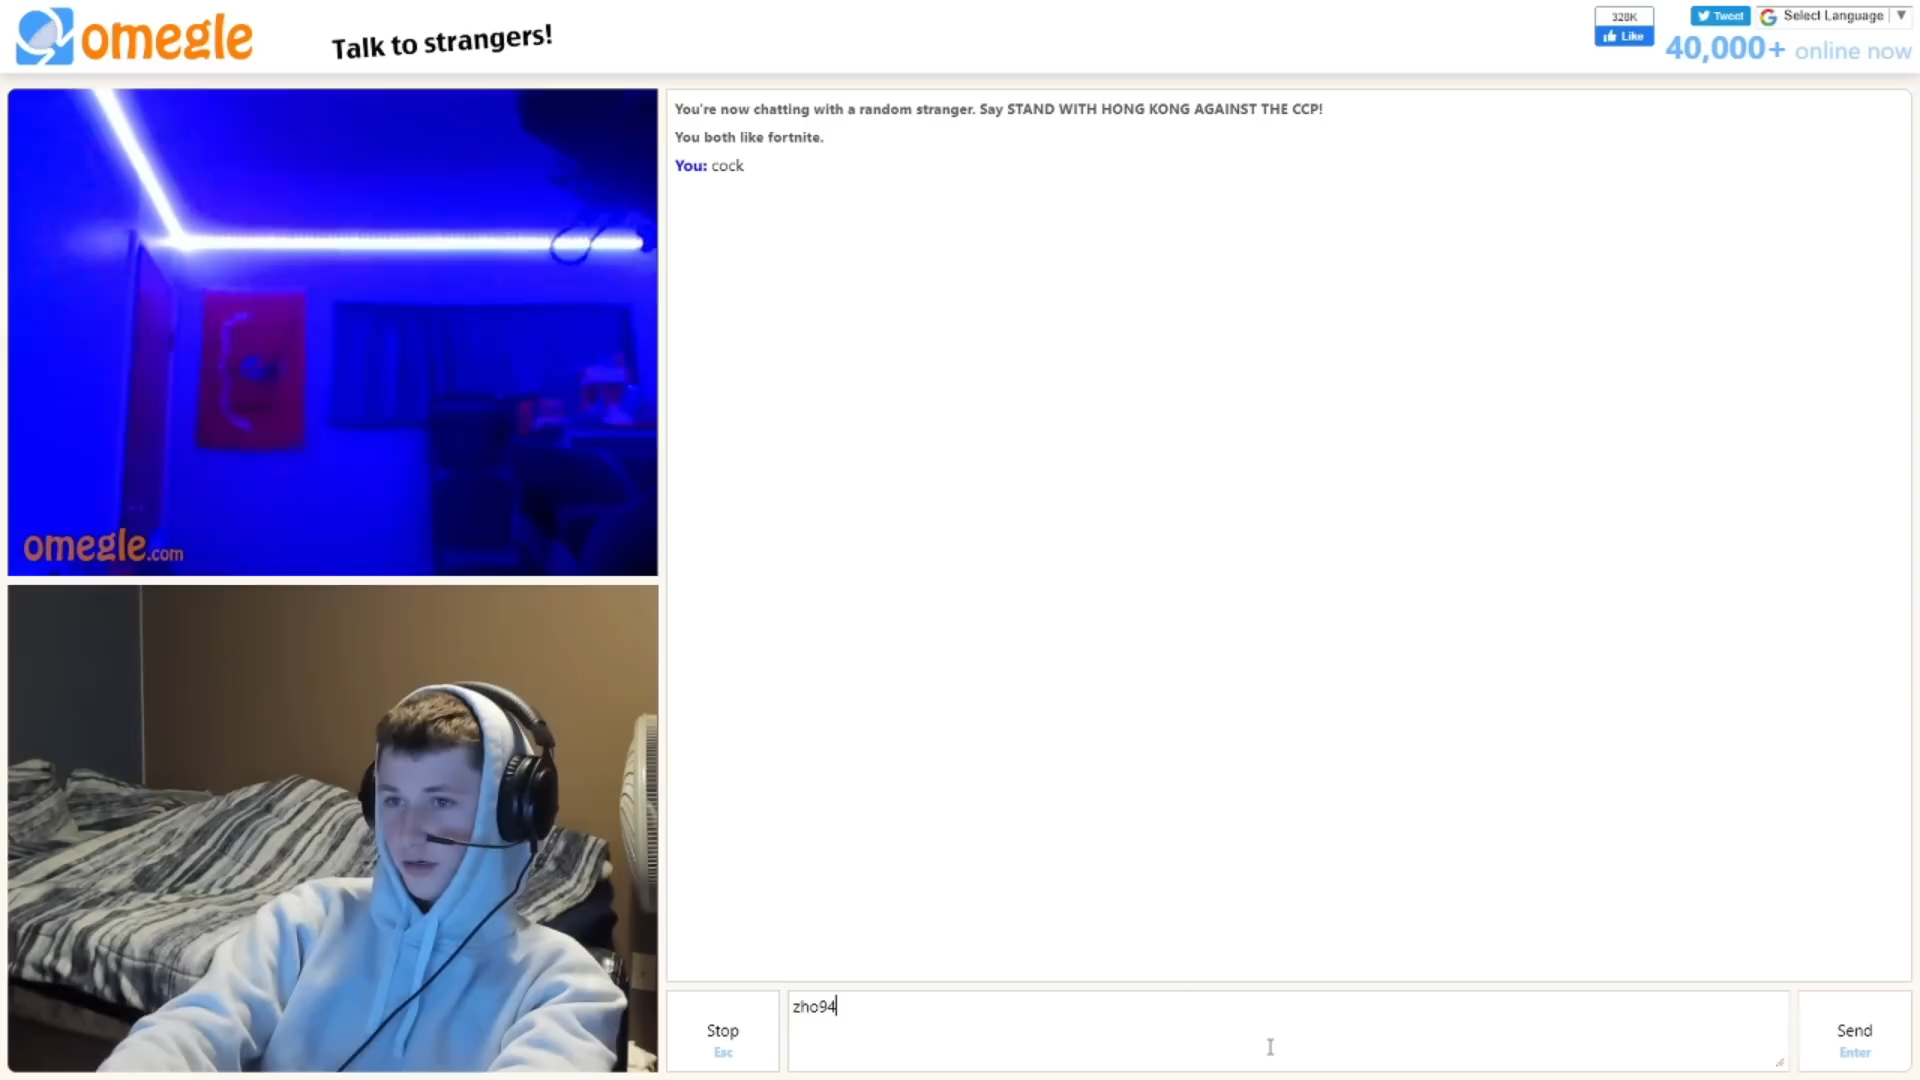 omegle
Talk to strangers!
328K
Like
Tweet
Select Language
40,000+ online now
You're now chatting with a random stranger. Say STAND WITH HONG KONG AGAINST THE CCP!
You both like fortnite.
You: cock
omegle.com
Stop
Esc
zho94
Send
Enter